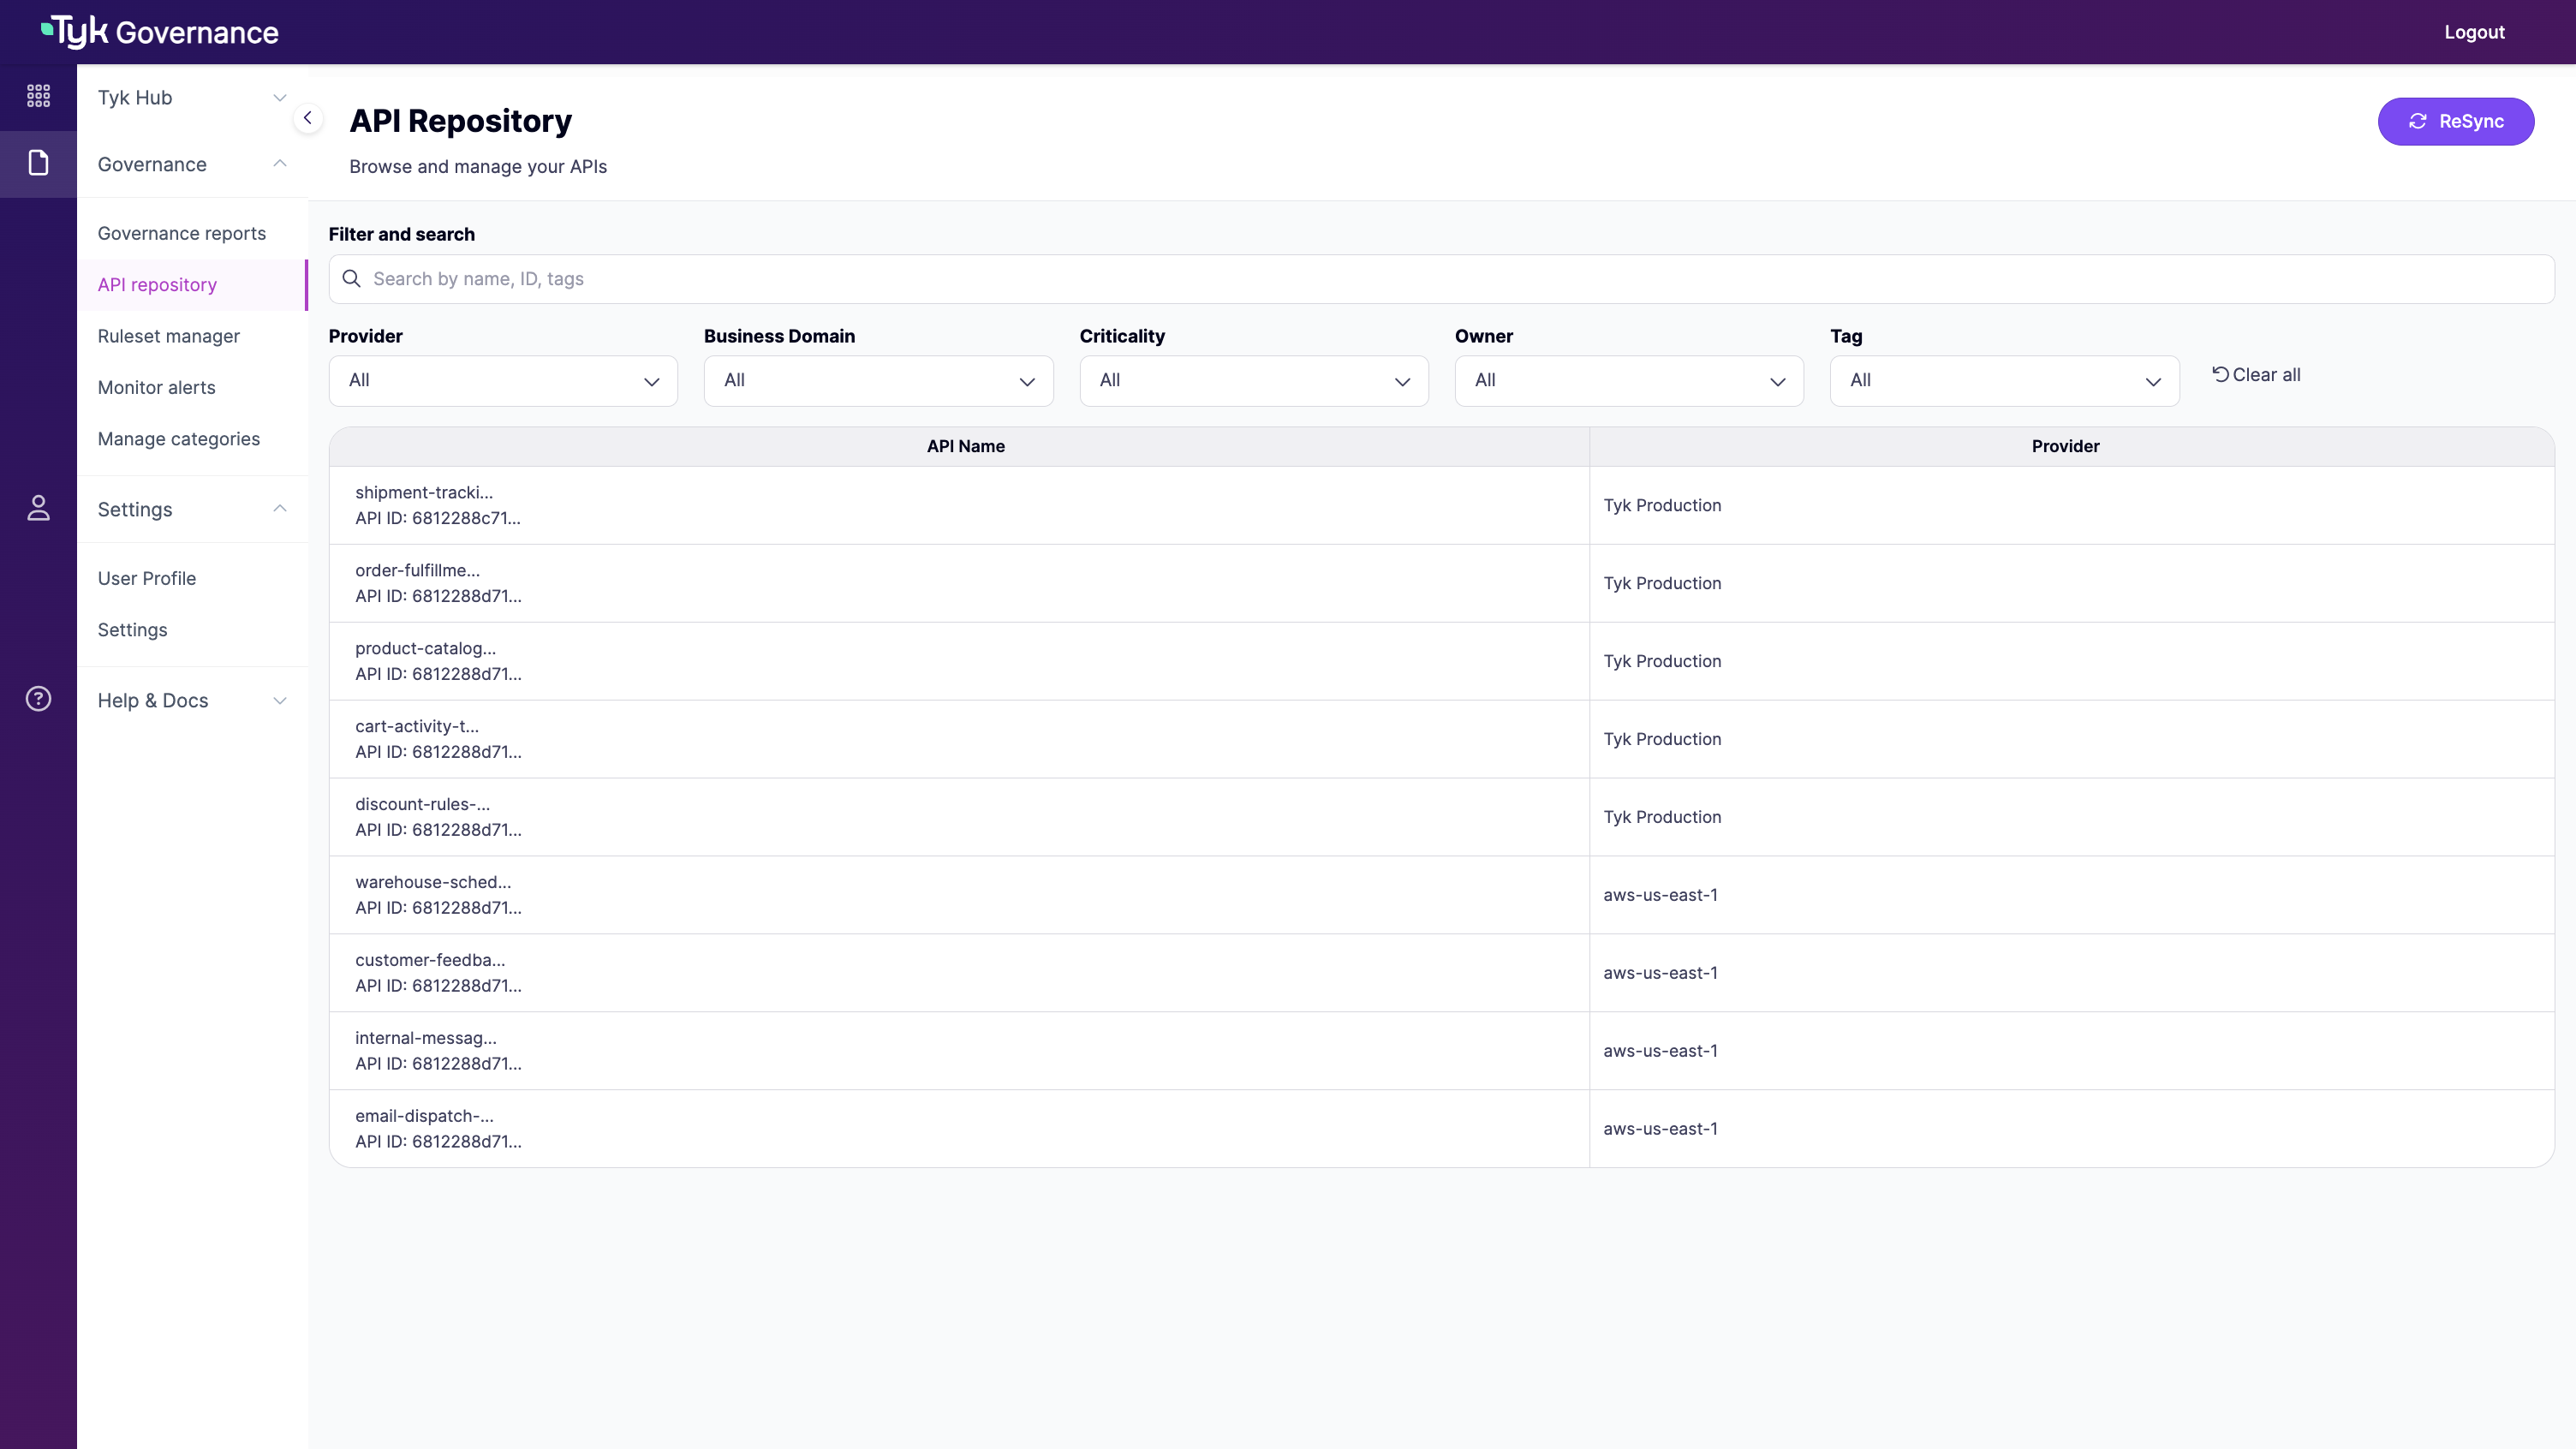 Tyk Governance
Logout
Tyk Hub
Governance
Governance reports
API repository
Ruleset manager
Monitor alerts
Manage categories
Settings
User Profile
Settings
Help & Docs
API Repository
Browse and manage your APIs
ReSync
Filter and search
Search by name, ID, tags
Provider
Business Domain
Criticality
Owner
Tag
All
All
All
All
All
Clear all
API Name
Provider
shipment-tracki...
API ID: 6812288c71...
Tyk Production
order-fulfillme...
API ID: 6812288d71...
Tyk Production
product-catalog...
API ID: 6812288d71...
Tyk Production
cart-activity-t...
API ID: 6812288d71...
Tyk Production
discount-rules-...
API ID: 6812288d71...
Tyk Production
warehouse-sched...
API ID: 6812288d71...
aws-us-east-1
customer-feedba...
API ID: 6812288d71...
aws-us-east-1
internal-messag...
API ID: 6812288d71...
aws-us-east-1
email-dispatch-...
API ID: 6812288d71...
aws-us-east-1